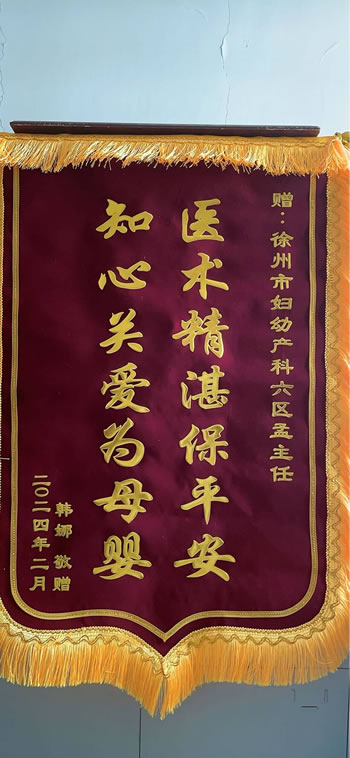 赠：徐州市妇幼产科六区孟主任
医术精湛保平安
知心关爱为母婴
韩娜 敬赠
二〇二四年二月